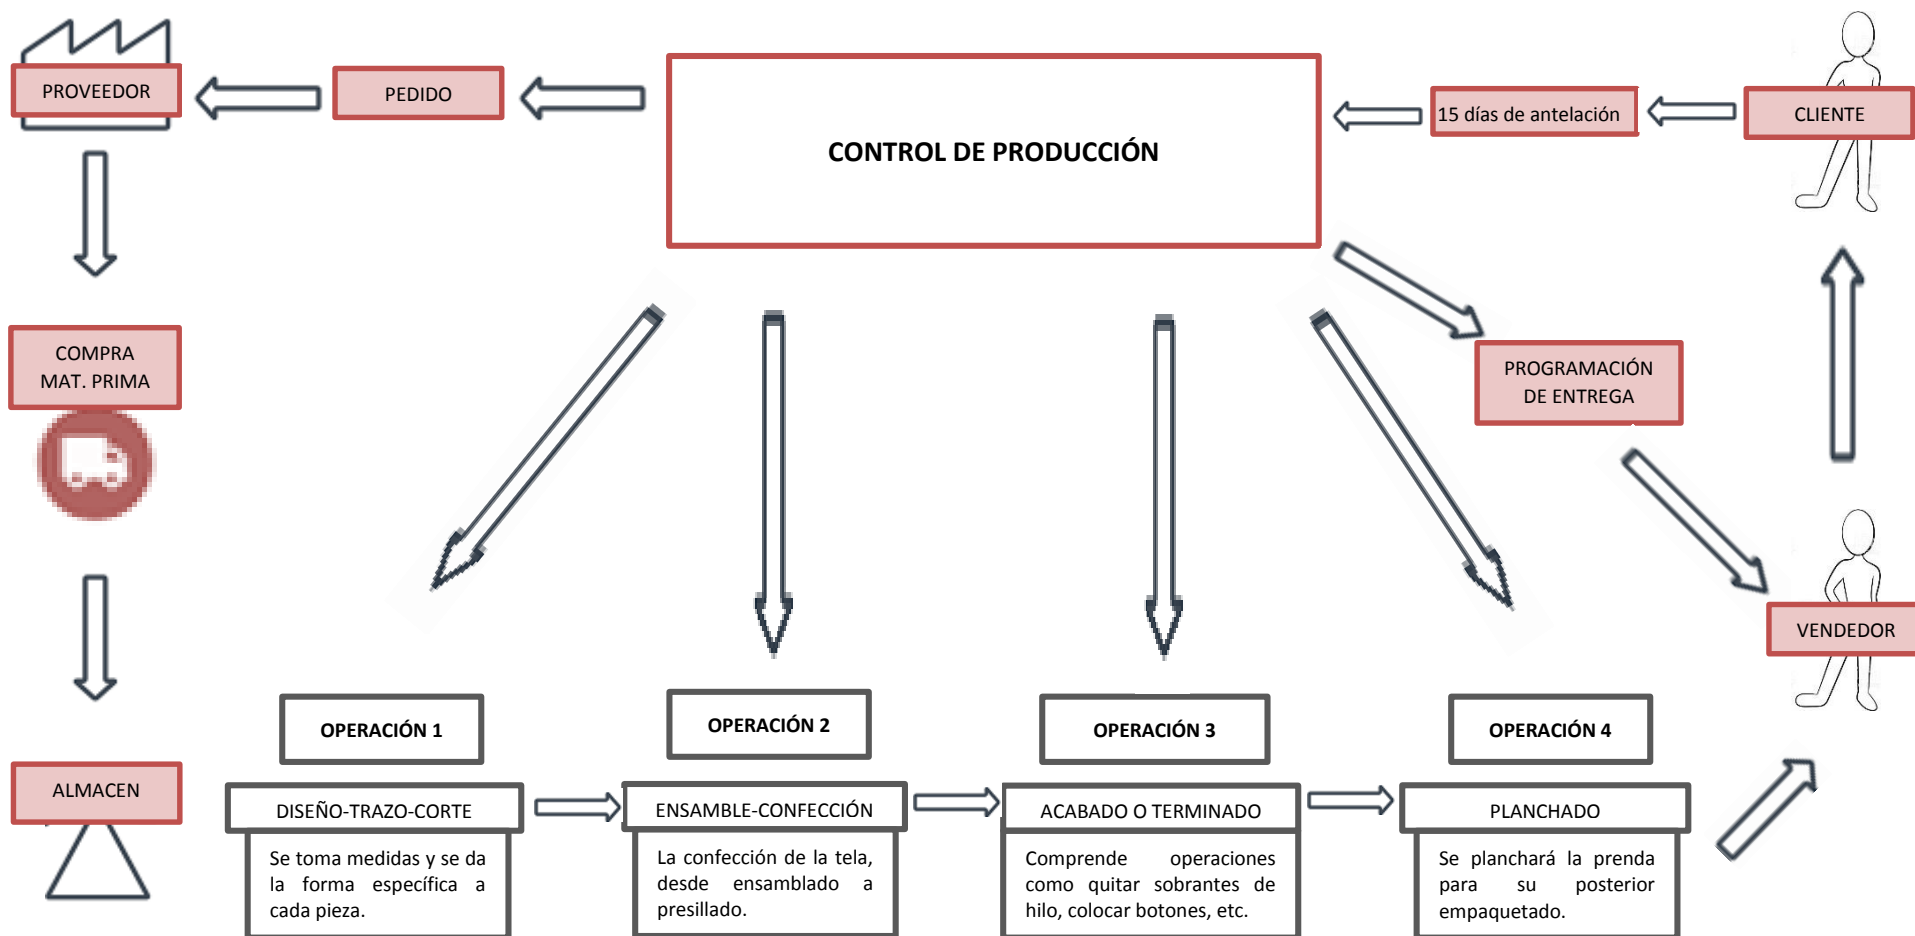 PROVEEDOR
PEDIDO
CONTROL DE PRODUCCIÓN
15 días de antelación
CLIENTE
COMPRA
MAT. PRIMA
PROGRAMACIÓN
DE ENTREGA
VENDEDOR
ALMACEN
OPERACIÓN 1
DISEÑO-TRAZO-CORTE
Se toma medidas y se da
la forma específica a
cada pieza.
OPERACIÓN 2
ENSAMBLE-CONFECCIÓN
La confección de la tela,
desde ensamblado a
presillado.
OPERACIÓN 3
ACABADO O TERMINADO
Comprende operaciones
como quitar sobrantes de
hilo, colocar botones, etc.
OPERACIÓN 4
PLANCHADO
Se planchará la prenda
para su posterior
empaquetado.